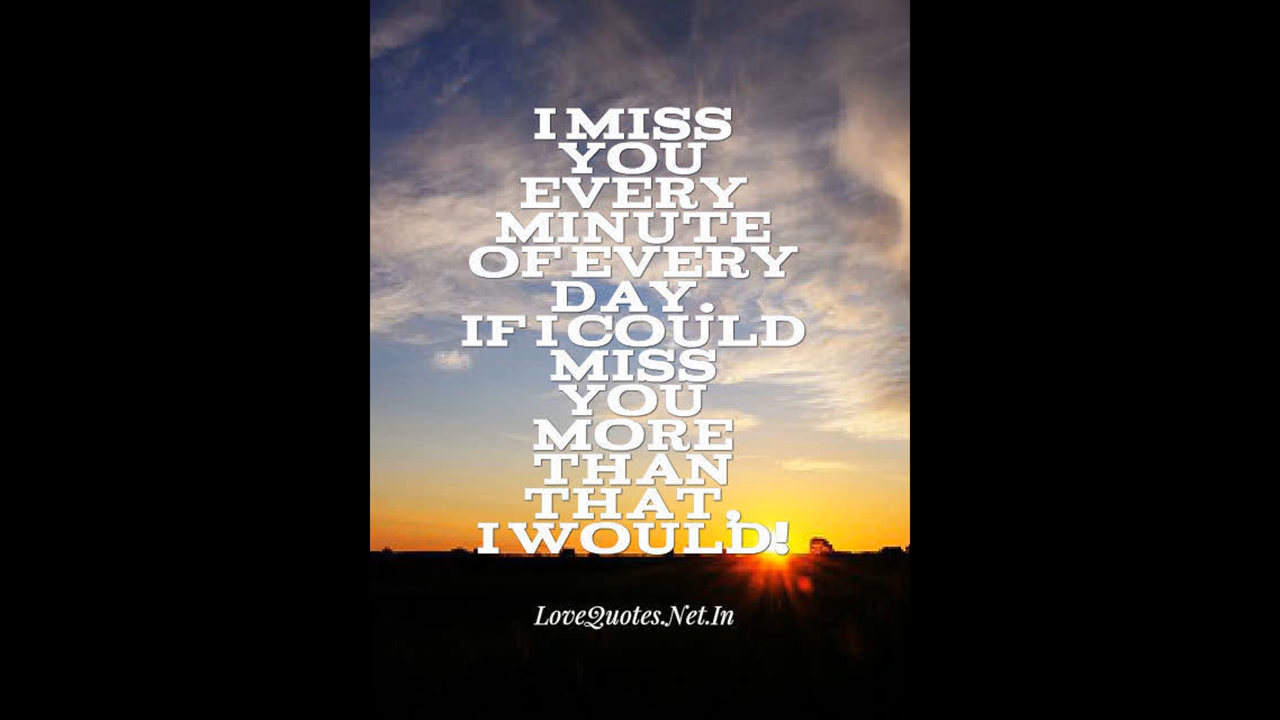 I MISS
YOU
EVERY
MINUTE
OF EVERY
DAY.
IF I COULD
MISS
YOU
MORE
THAN
THAT,
I WOULD!
LoveQuotes.Net.In